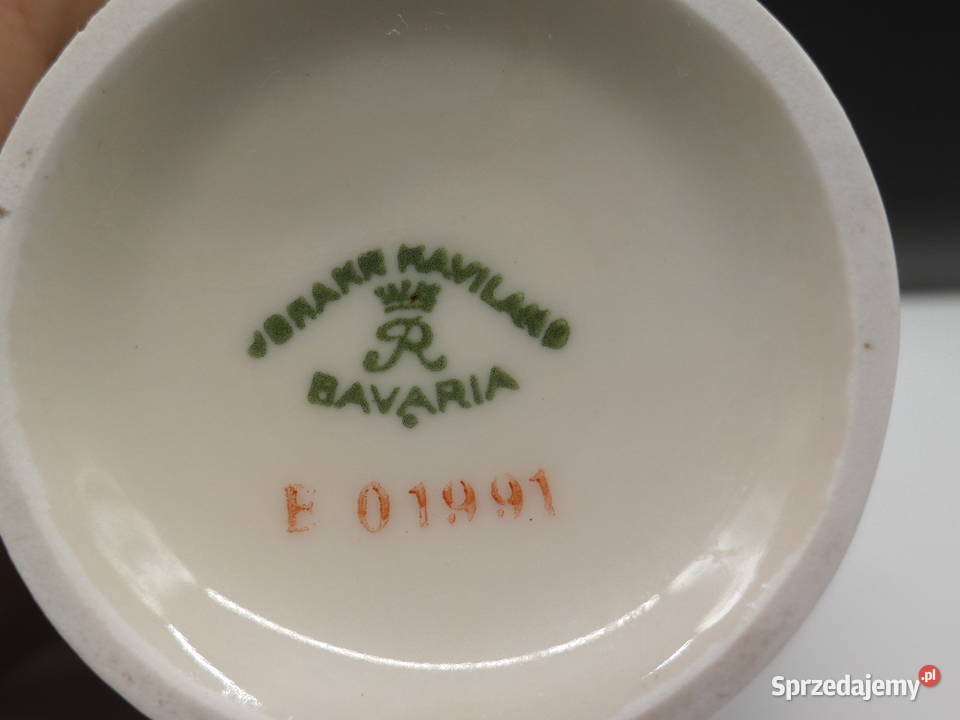 JOHANN HAVILAND
R
BAVARIA
E 01991
Sprzedajemy.pl